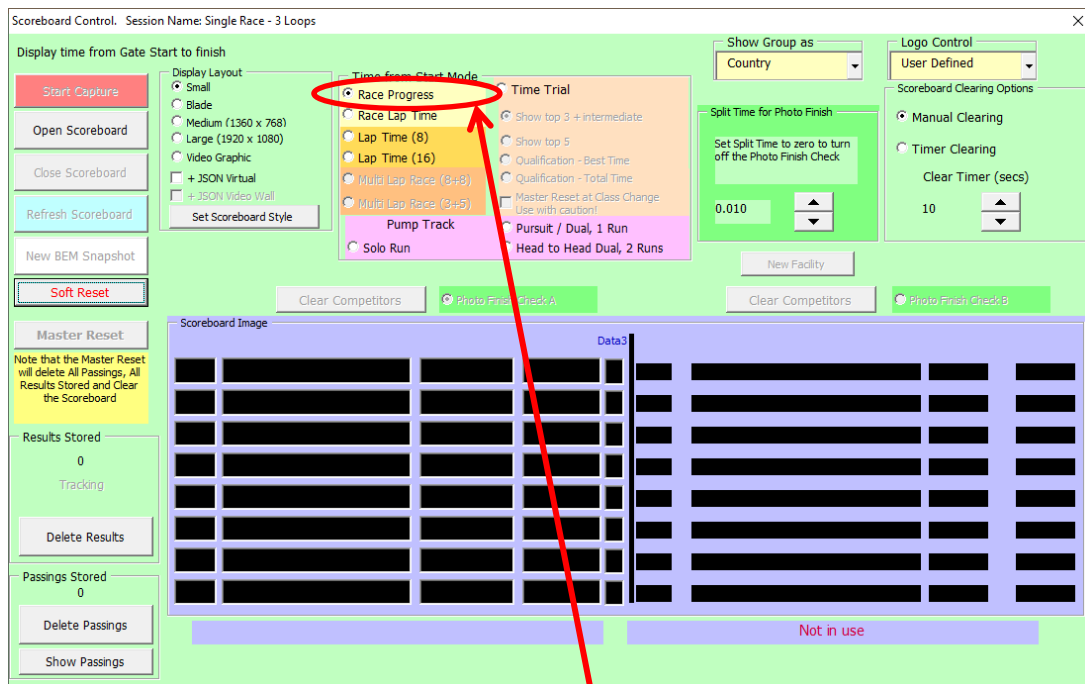 Scoreboard Control.   Session Name: Single Race - 3 Loops
Display time from Gate Start to finish
Start Capture
Open Scoreboard
Close Scoreboard
Refresh Scoreboard
New BEM Snapshot
Soft Reset
Master Reset
Note that the Master Reset
will delete All Passings, All
Results Stored and Clear
the Scoreboard
Results Stored
0
Tracking
Delete Results
Passings Stored
0
Delete Passings
Show Passings
Display Layout
Small
Blade
Medium (1360 x 768)
Large (1920 x 1080)
Video Graphic
+ JSON Virtual
+ JSON Video Wall
Set Scoreboard Style
Time from Start Mode
Race Progress
Race Lap Time
Lap Time (8)
Lap Time (16)
Multi Lap Race (8+8)
Multi Lap Race (3+5)
Time Trial
Show top 3 + intermediate
Show top 5
Qualification - Best Time
Qualification - Total Time
Master Reset at Class Change
Use with caution!
Pump Track
Solo Run
Pursuit / Dual, 1 Run
Head to Head Dual, 2 Runs
Show Group as
Country
Logo Control
User Defined
Split Time for Photo Finish
Set Split Time to zero to turn
off the Photo Finish Check
0.010
Scoreboard Clearing Options
Manual Clearing
Timer Clearing
Clear Timer (secs)
10
New Facility
Clear Competitors
Photo Finish Check A
Clear Competitors
Photo Finish Check B
Scoreboard Image
Data3
Not in use